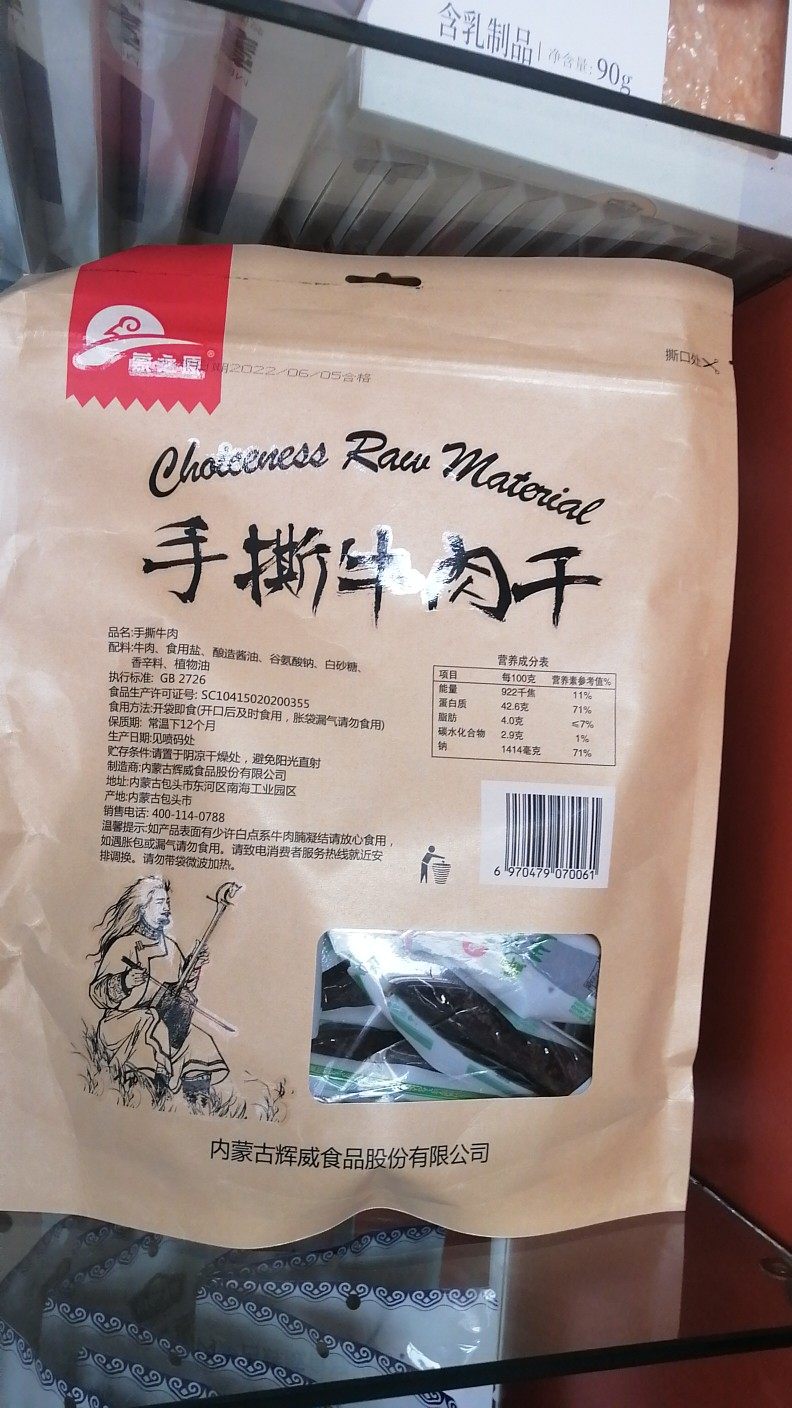 含乳制品 净含量: 90g
撕口处
期2022/06/05合格
Choiceness Raw Material
手撕牛肉干
品名:手撕牛肉
配料:牛肉、食用盐、酿造酱油、谷氨酸钠、白砂糖、
香辛料、植物油
执行标准: GB 2726
食品生产许可证号: SC10415020200355
食用方法:开袋即食(开口后及时食用，胀袋漏气请勿食用)
保质期: 常温下12个月
生产日期:见喷码处
贮存条件:请置于阴凉干燥处，避免阳光直射
制造商:内蒙古辉威食品股份有限公司
地址:内蒙古包头市东河区南海工业园区
产地:内蒙古包头市
销售电话: 400-114-0788
温馨提示:如产品表面有少许白点系牛肉腩凝结请放心食用，
如遇胀包或漏气请勿食用。请致电消费者服务热线就近安
排调换。请勿带袋微波加热。
营养成分表
项目 每100克 营养素参考值%
能量 922千焦 11%
蛋白质 42.6克 71%
脂肪 4.0克 ≤7%
碳水化合物 2.9克 1%
钠 1414毫克 71%
6 970479 070061
内蒙古辉威食品股份有限公司